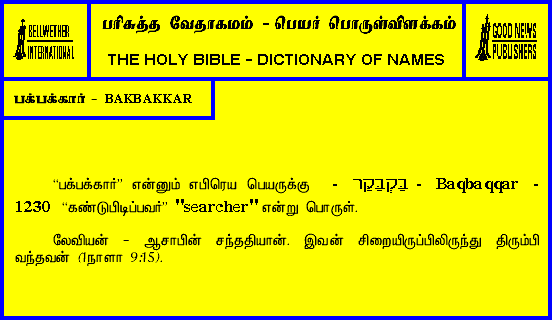 BELLWETHER
INTERNATIONAL
பரிசுத்த வேதாகமம் - பெயர் பொருள்விளக்கம்
THE HOLY BIBLE - DICTIONARY OF NAMES
GOOD NEWS
PUBLISHERS
பக்பக்கார் - BAKBAKKAR
“பக்பக்கார்” என்னும் எபிரெய பெயருக்கு - בַּקְבַּקַּר - Baqbaqqar -
1230 “கண்டுபிடிப்பவர்” "searcher" என்று பொருள்.
லேவியன் - ஆசாபின் சந்ததியான். இவன் சிறையிருப்பிலிருந்து திரும்பி
வந்தவன் (1நாளா 9:15).